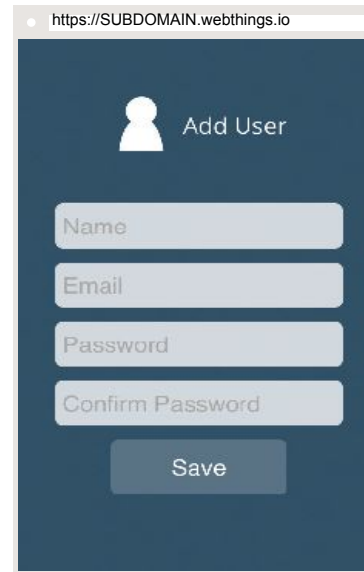 https://SUBDOMAIN.webthings.io
Add User
Name
Email
Password
Confirm Password
Save